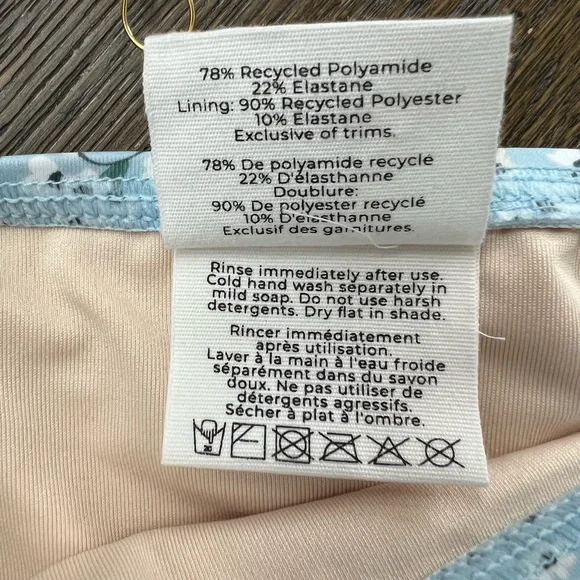 78% Recycled Polyamide
22% Elastane
Lining: 90% Recycled Polyester
10% Elastane
Exclusive of trims.
78% De polyamide recyclé
22% D'élasthanne
Doublure:
90% De polyester recyclé
10% D'élasthanne
Exclusif des garnitures.
Rinse immediately after use.
Cold hand wash separately in
mild soap. Do not use harsh
detergents. Dry flat in shade.
Rincer immédiatement
après utilisation.
Laver à la main à l'eau froide
séparément dans du savon
doux. Ne pas utiliser de
détergents agressifs.
Sécher à plat à l'ombre.
20